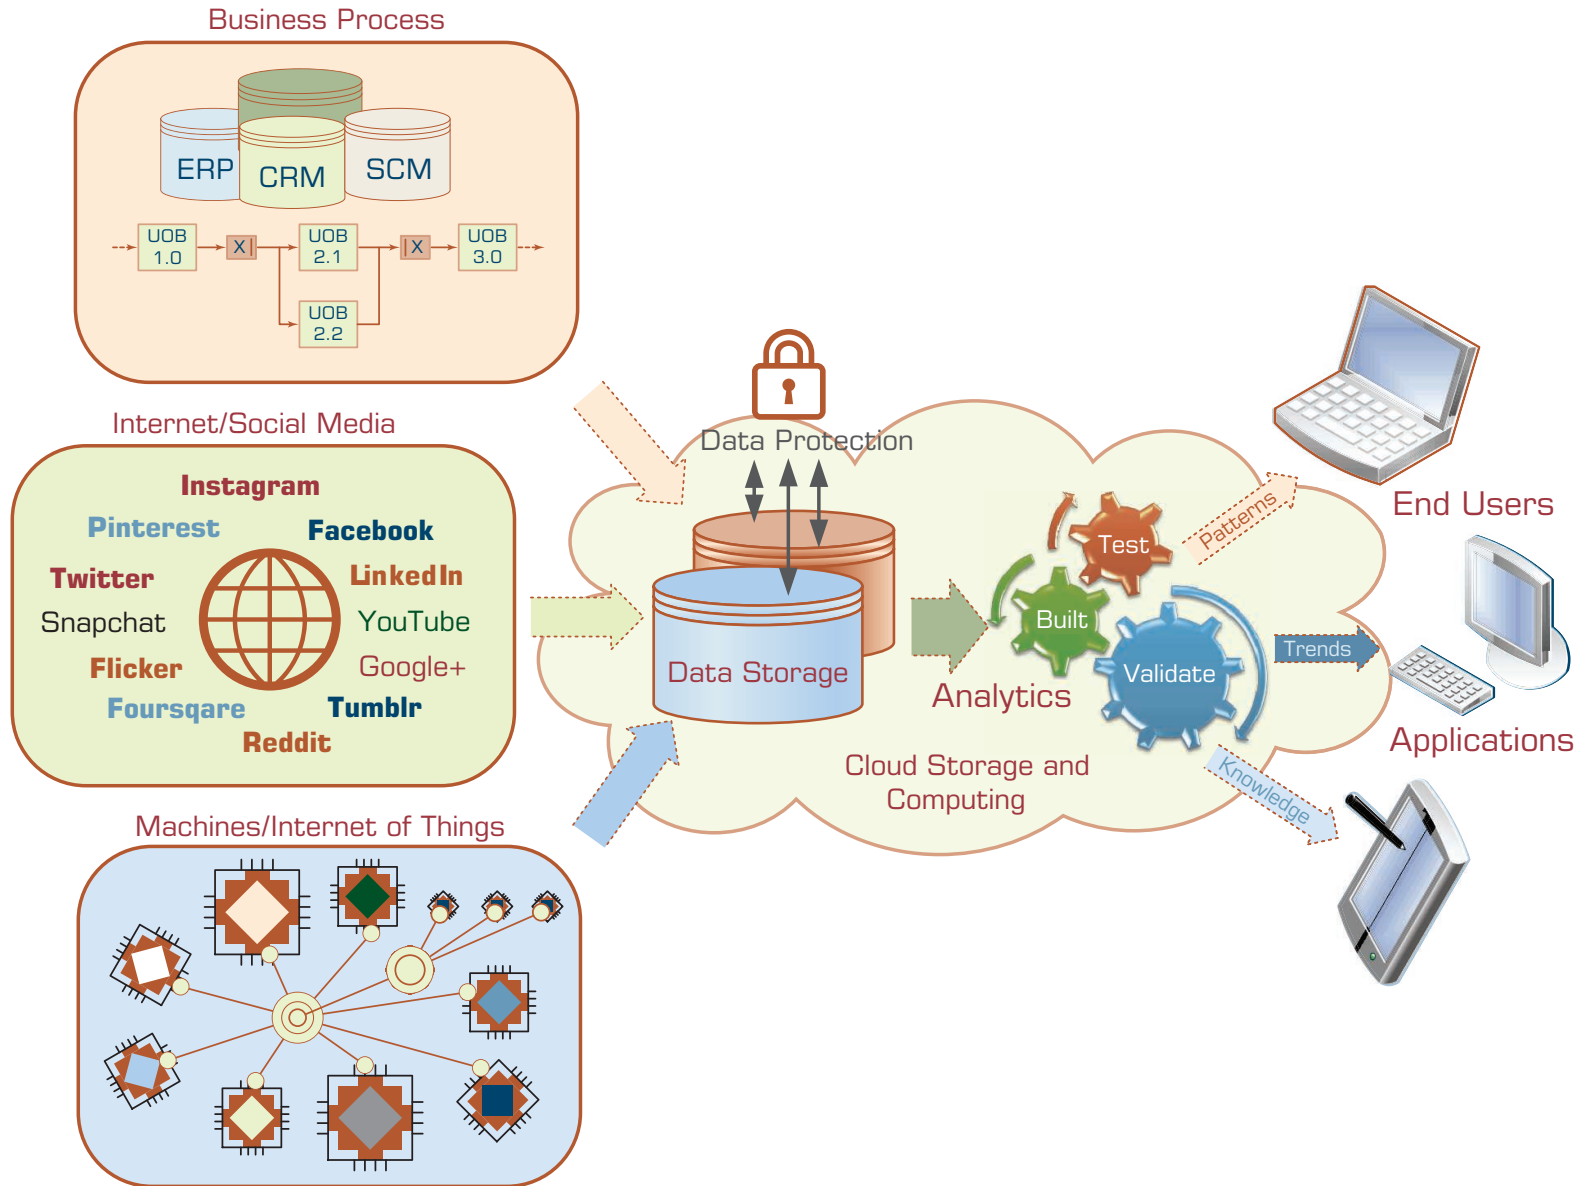 Business Process
ERP
CRM
SCM
UOB
1.0
X|
UOB
2.1
|X
UOB
3.0
UOB
2.2
Internet/Social Media
Instagram
Pinterest
Facebook
Twitter
LinkedIn
Snapchat
YouTube
Flicker
Google+
Foursqare
Tumblr
Reddit
Machines/Internet of Things
Data Protection
Data Storage
Analytics
Test
Built
Validate
Cloud Storage and
Computing
Patterns
Trends
Knowledge
End Users
Applications